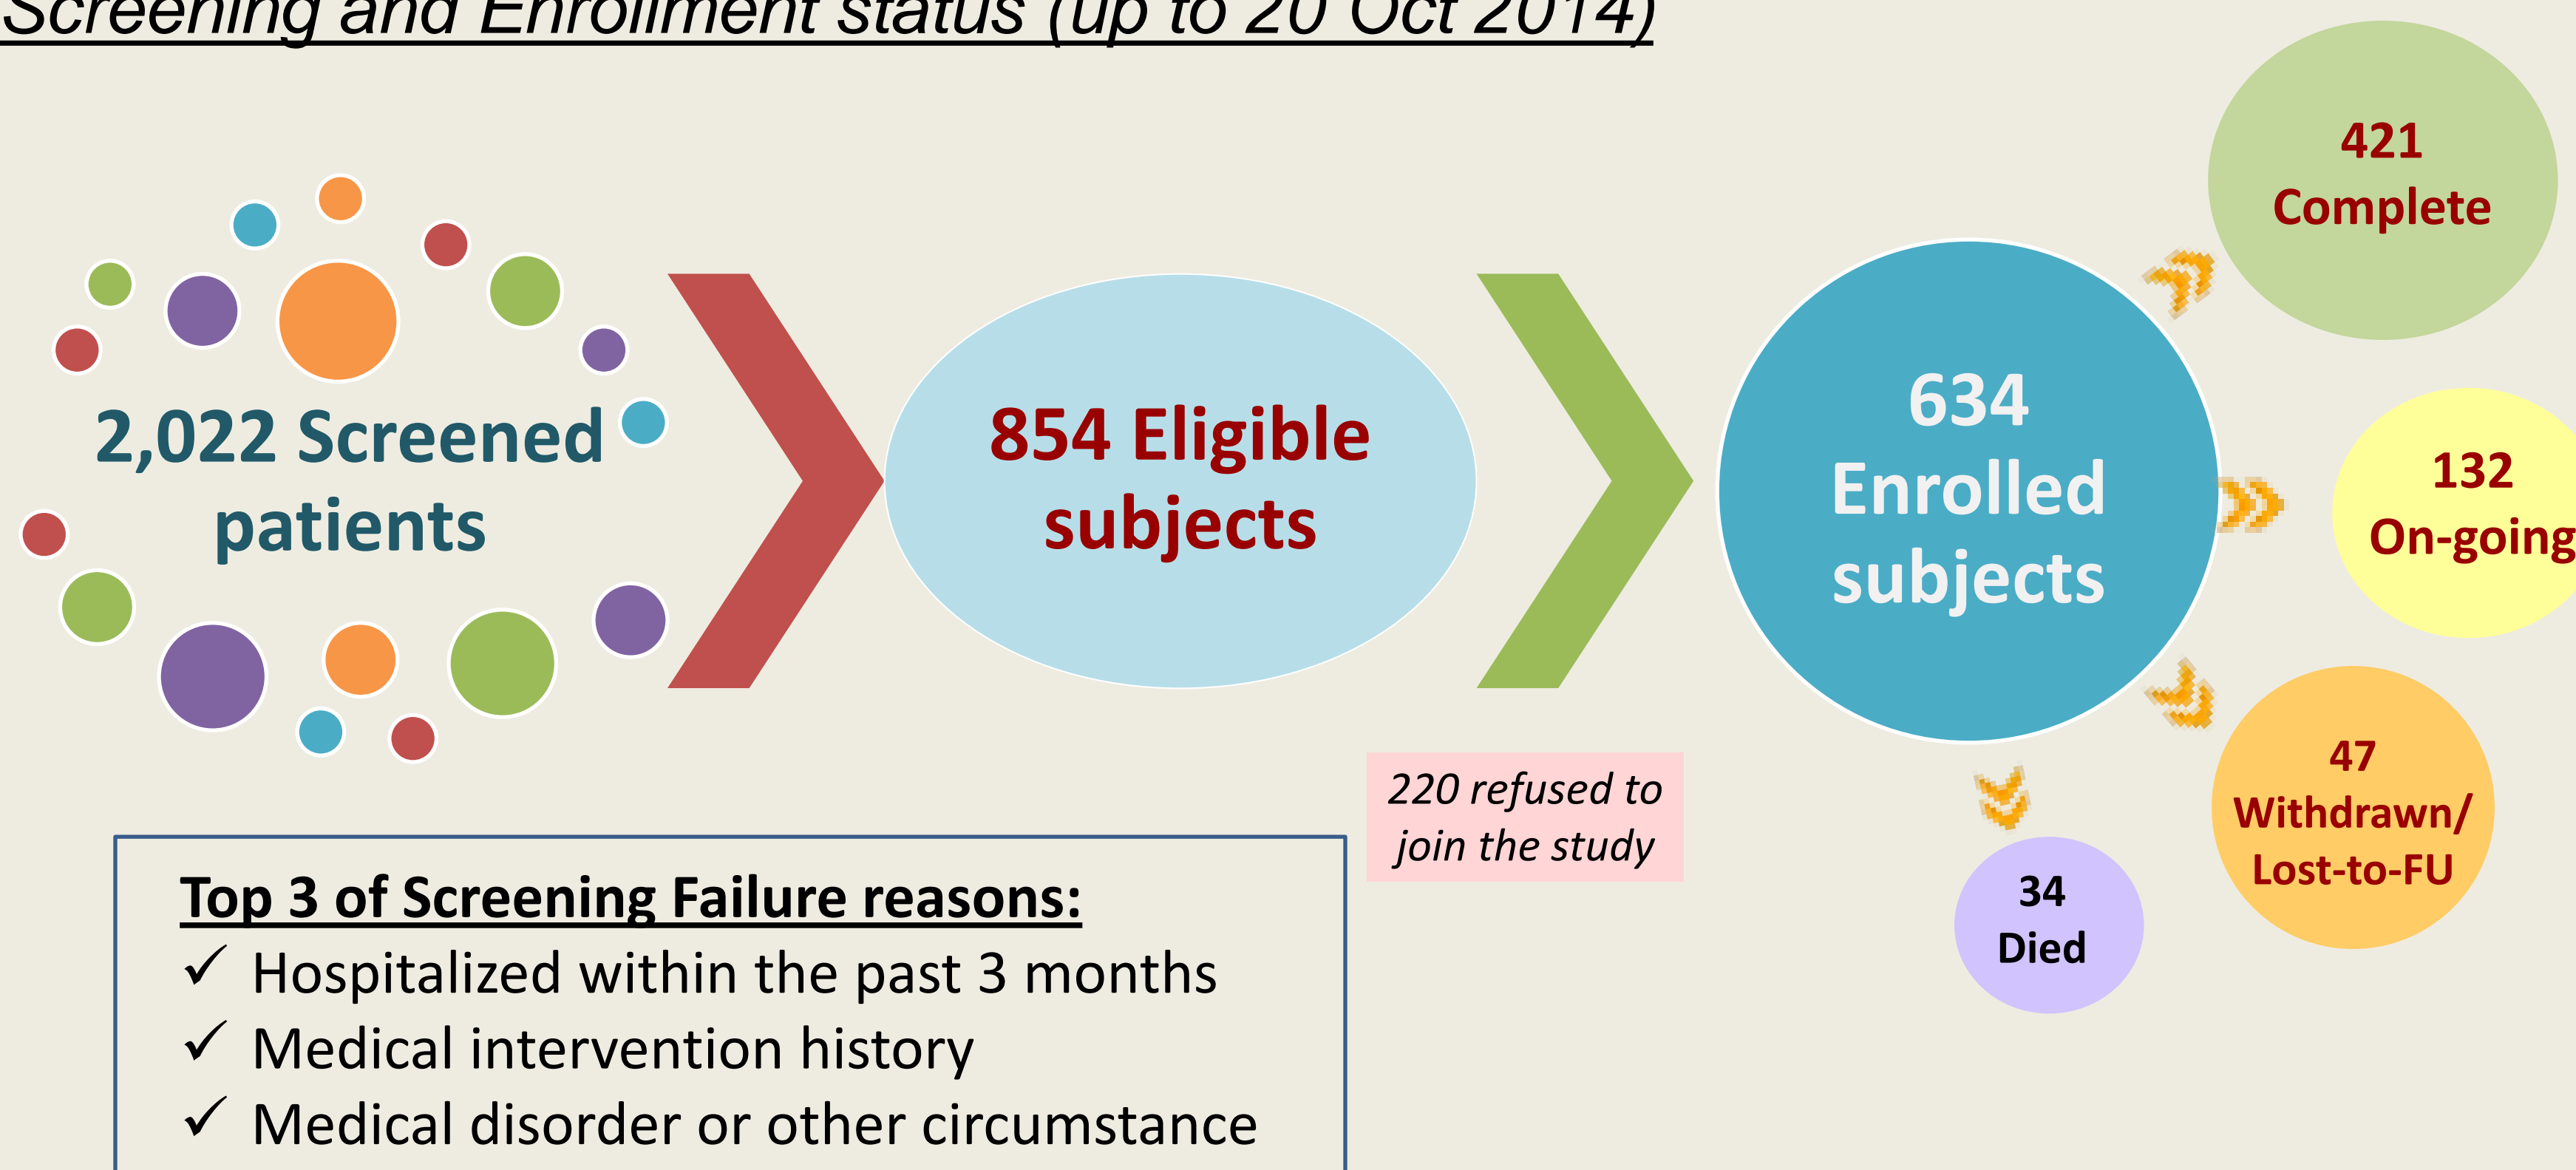 Screening and Enrollment status (up to 20 Oct 2014)
2,022 Screened
patients
854 Eligible
subjects
220 refused to
join the study
634
Enrolled
subjects
421
Complete
132
On-going
47
Withdrawn/
Lost-to-FU
34
Died
Top 3 of Screening Failure reasons:
✓ Hospitalized within the past 3 months
✓ Medical intervention history
✓ Medical disorder or other circumstance